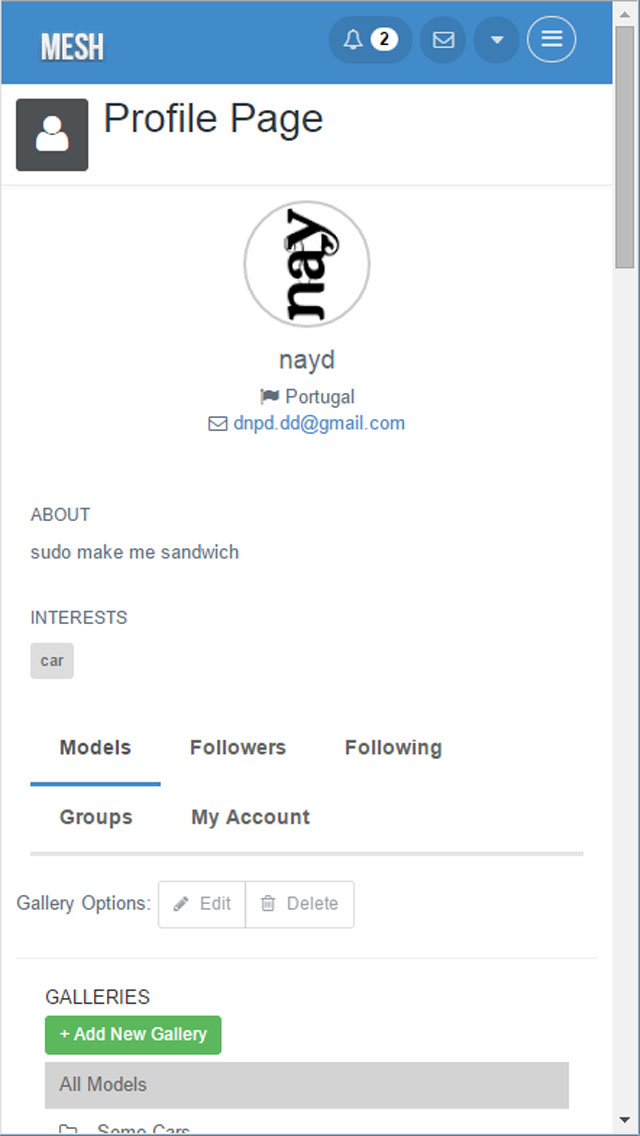 MESH
2
Profile Page
nay
nayd
Portugal
dnpd.dd@gmail.com
ABOUT
sudo make me sandwich
INTERESTS
car
Models Followers Following
Groups My Account
Gallery Options: Edit Delete
GALLERIES
+ Add New Gallery
All Models
Some Cars